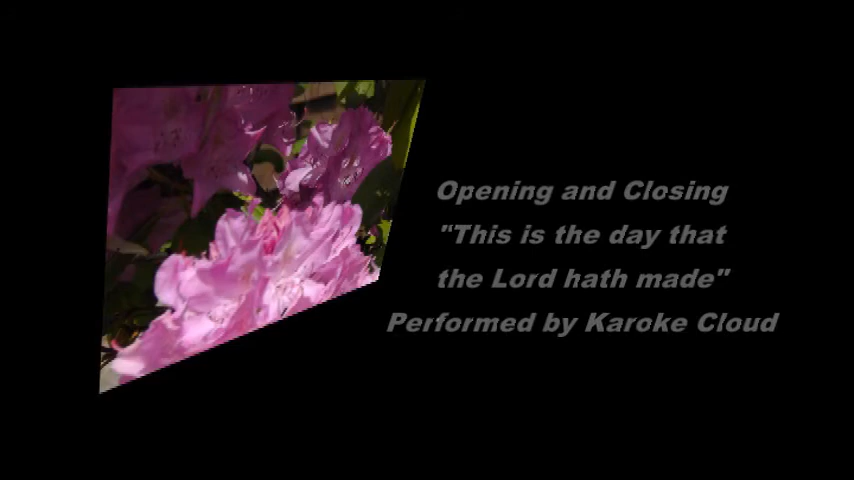 Opening and Closing
"This is the day that
the Lord hath made"
Performed by Karoke Cloud